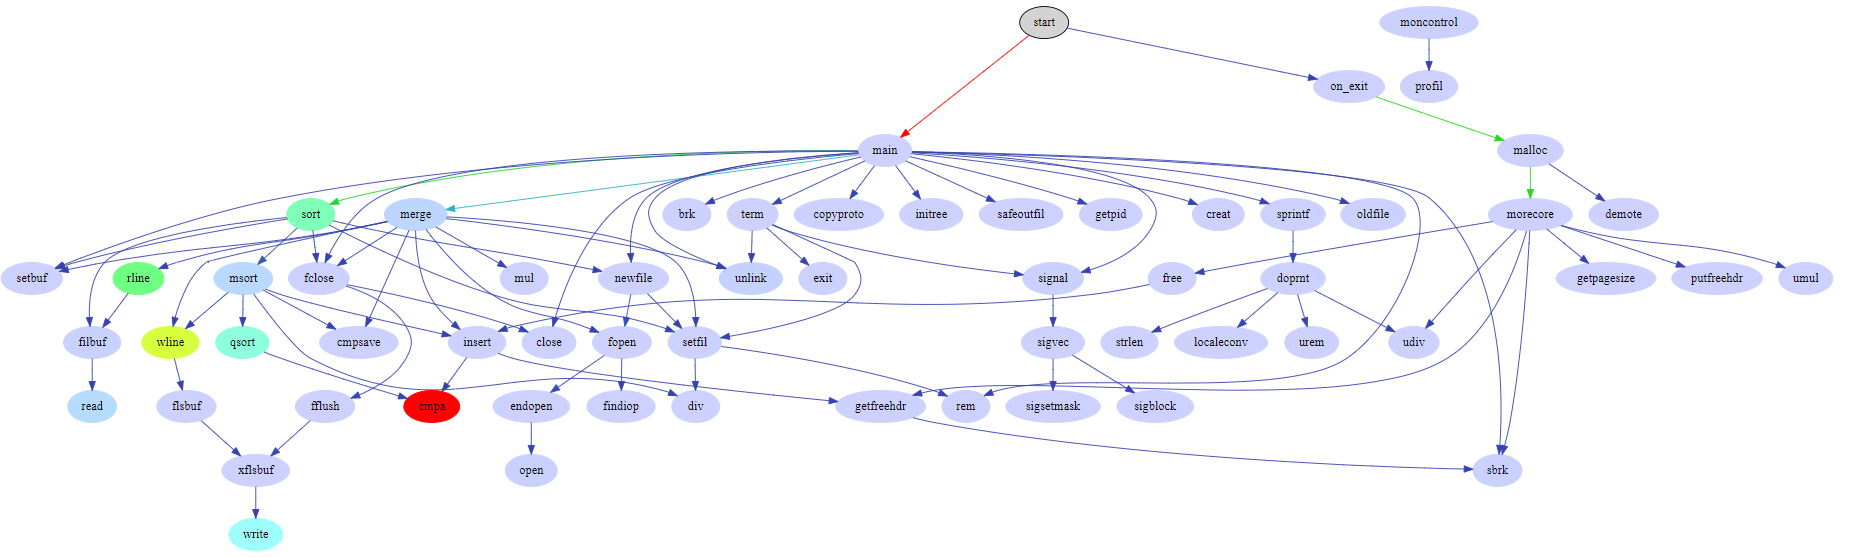 start
moncontrol
on_exit
profil
main
malloc
sort
merge
brk
term
copyproto
initree
safeoutfil
getpid
creat
sprintf
oldfile
morecore
demote
setbuf
rline
msort
fclose
mul
newfile
unlink
exit
signal
free
doprnt
getpagesize
putfreehdr
umul
filbuf
wline
qsort
cmpsave
insert
close
fopen
setfil
sigvec
strlen
localeconv
urem
udiv
read
flsbuf
fflush
cmpa
endopen
findiop
div
getfreehdr
rem
sigsetmask
sigblock
xflsbuf
open
sbrk
write